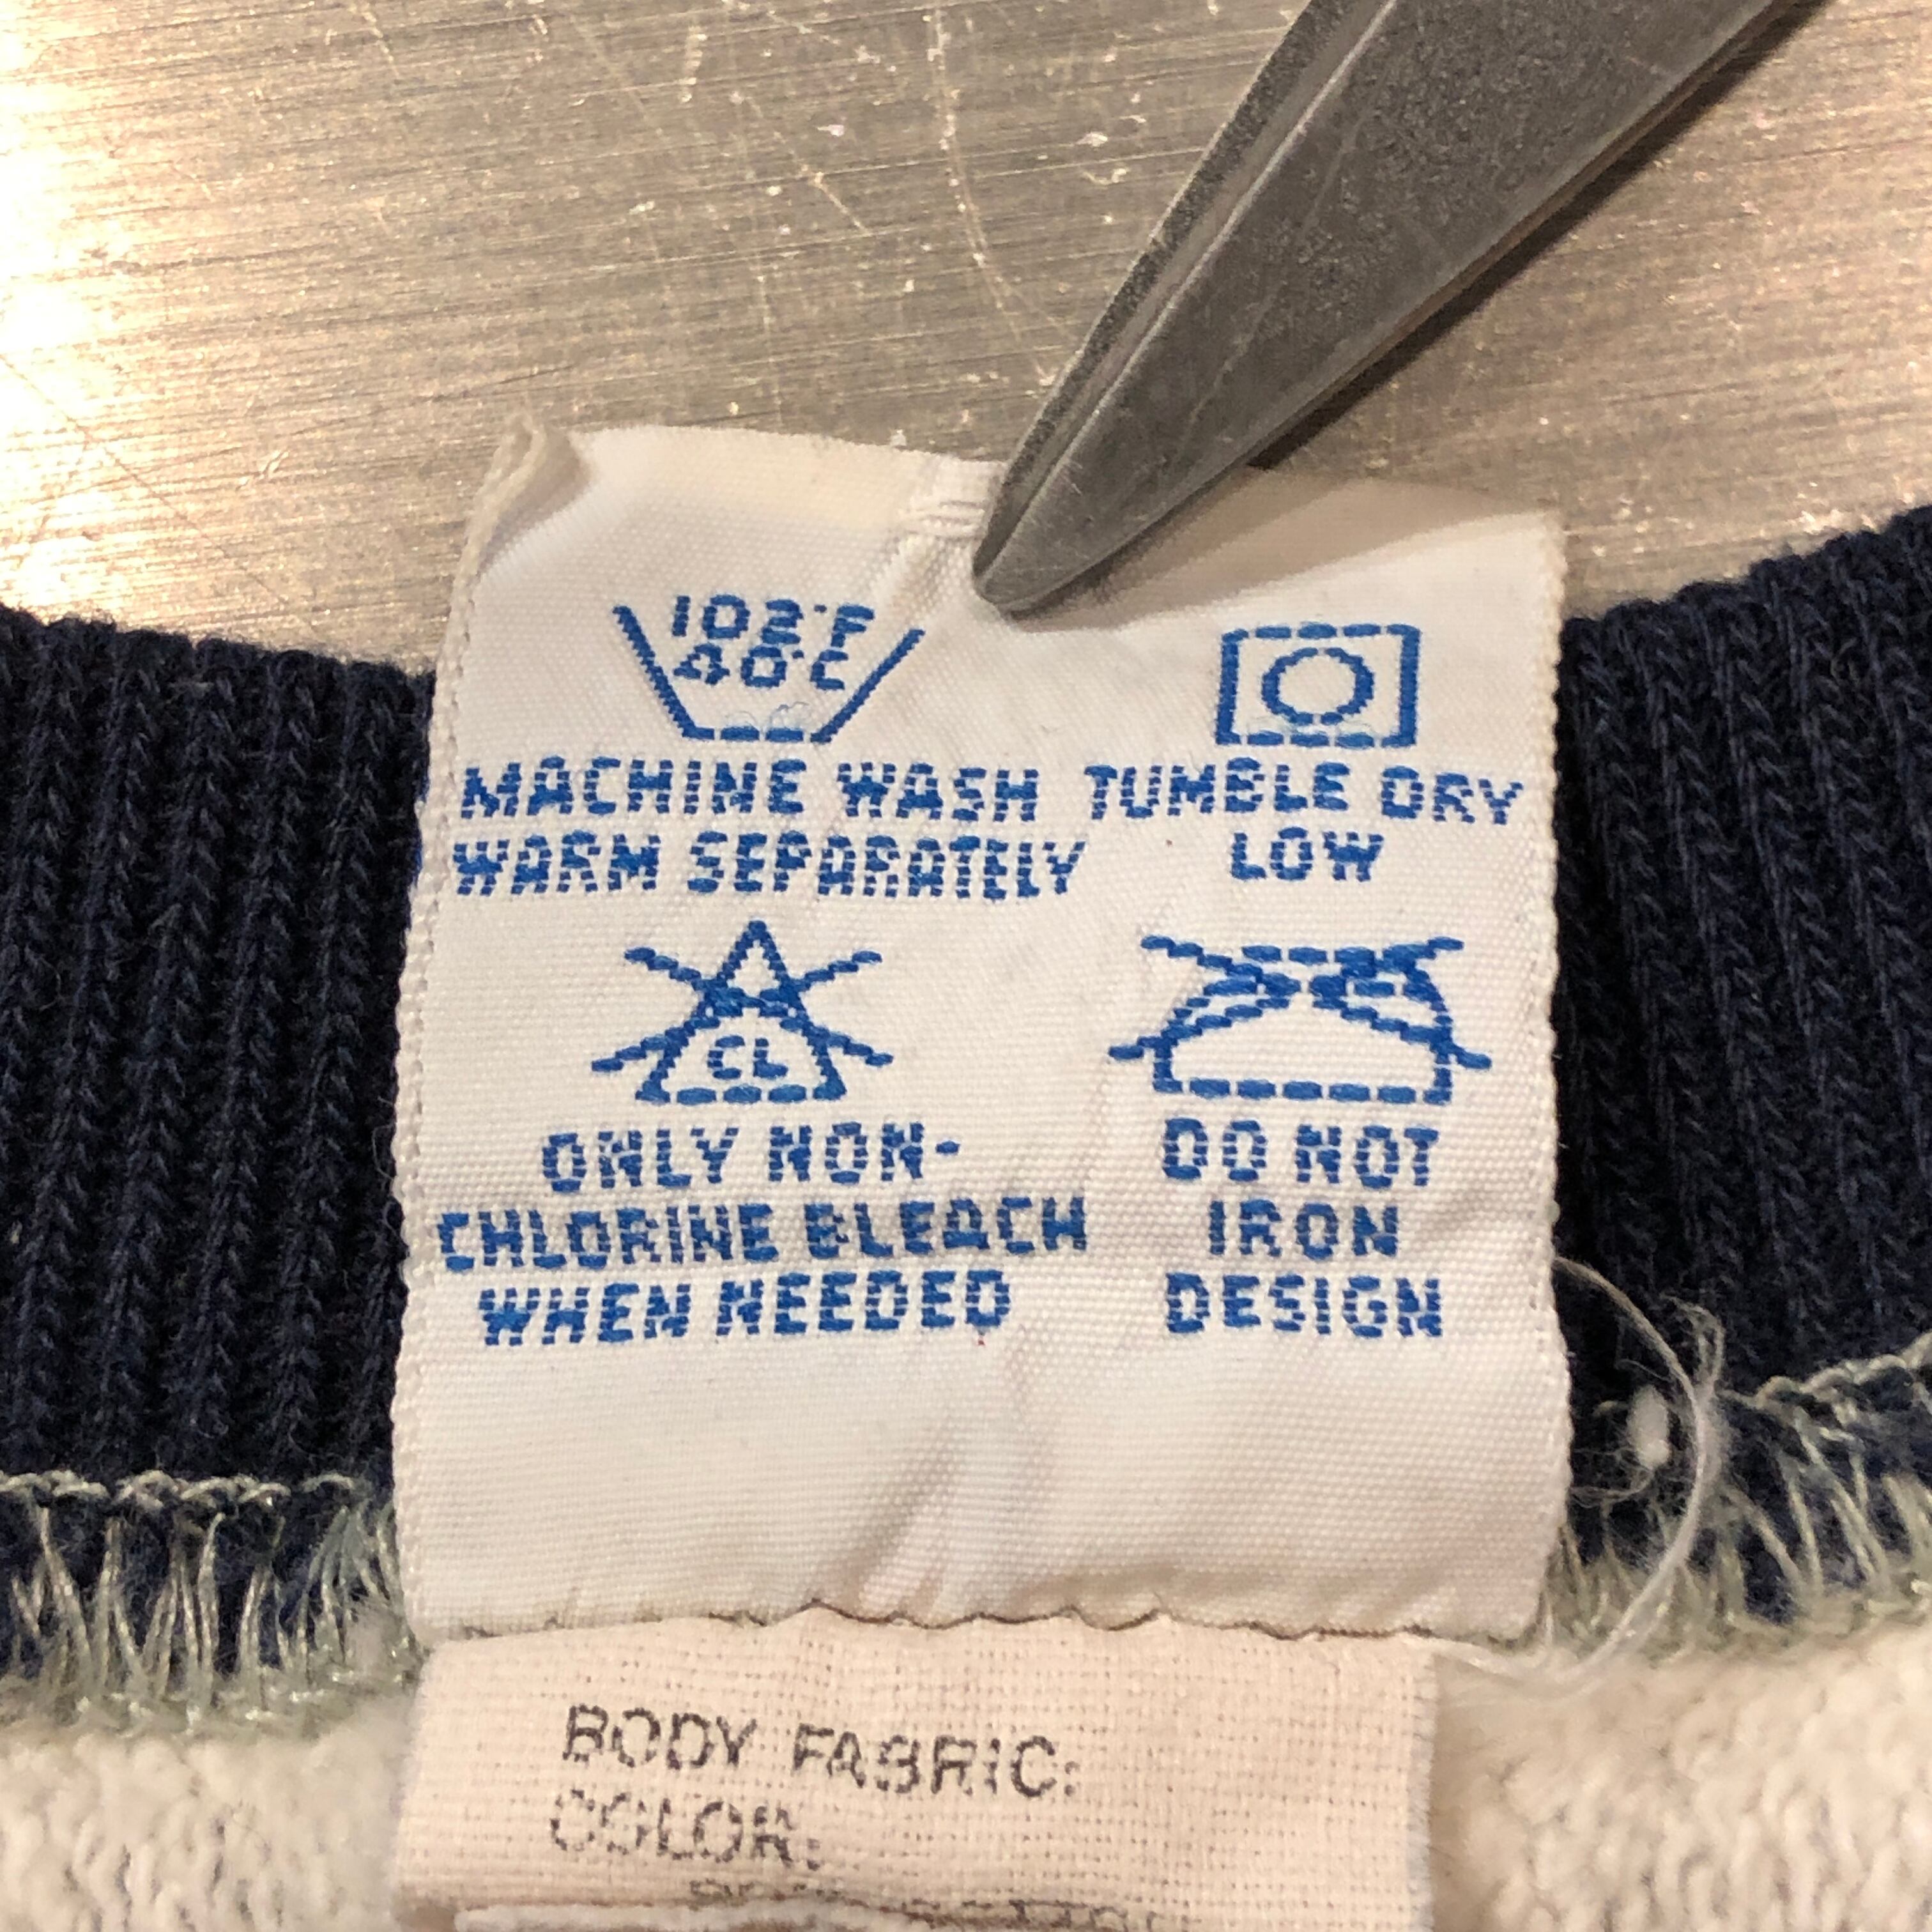 102°F
40°C
MACHINE WASH
WARM SEPARATELY
TUMBLE DRY
LOW
CL
ONLY NON-
CHLORINE BLEACH
WHEN NEEDED
DO NOT
IRON
DESIGN
BODY FABRIC:
COLOR: